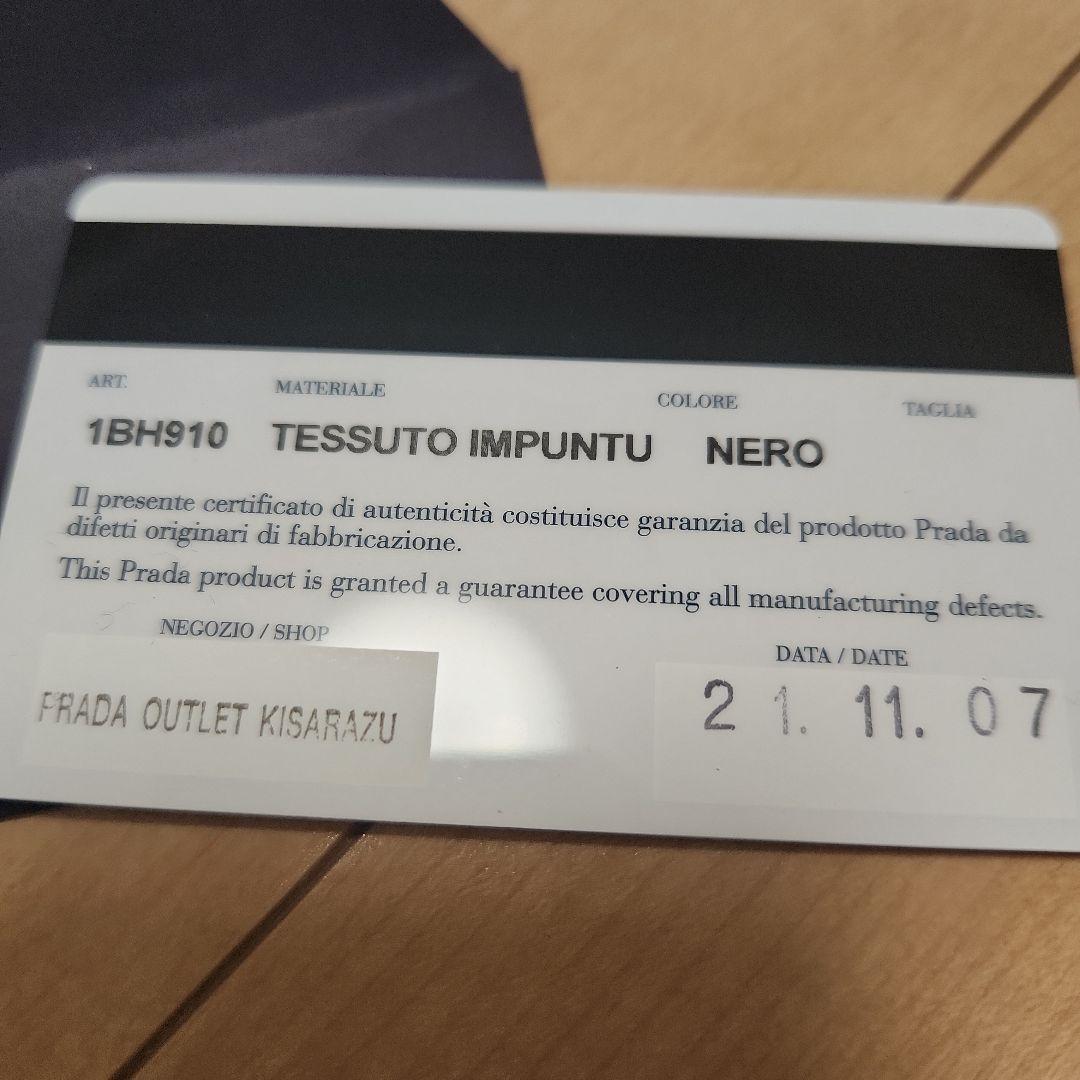 ART. MATERIALE COLORE TAGLIA
1BH910 TESSUTO IMPUNTU NERO
Il presente certificato di autenticità costituisce garanzia del prodotto Prada da
difetti originari di fabbricazione.
This Prada product is granted a guarantee covering all manufacturing defects.
NEGOZIO / SHOP DATA / DATE
PRADA OUTLET KISARAZU 21. 11. 07